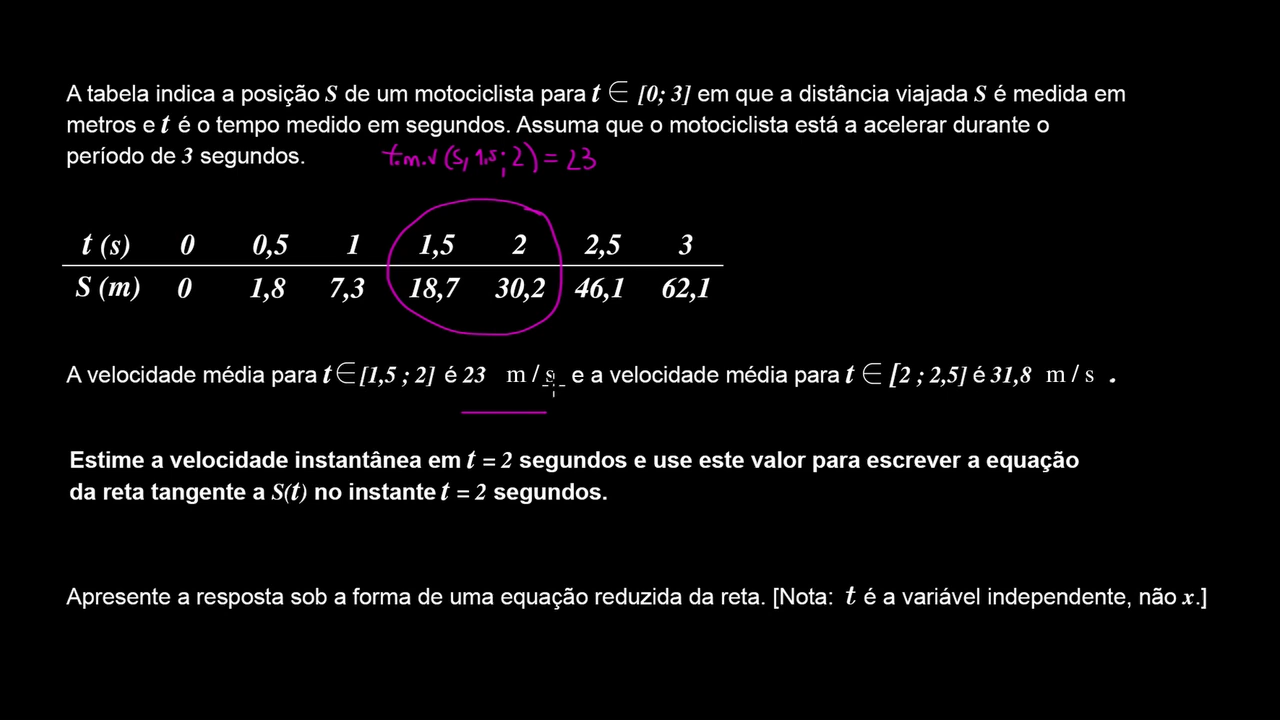 A tabela indica a posição S de um motociclista para t ∈ [0; 3] em que a distância viajada S é medida em
metros e t é o tempo medido em segundos. Assuma que o motociclista está a acelerar durante o
período de 3 segundos.
t.m.v (S, 1.5; 2) = 23
t (s) 0 0,5 1 1,5 2 2,5 3
S (m) 0 1,8 7,3 18,7 30,2 46,1 62,1
A velocidade média para t ∈ [1,5 ; 2] é 23 m / s e a velocidade média para t ∈ [2 ; 2,5] é 31,8 m / s .
Estime a velocidade instantânea em t = 2 segundos e use este valor para escrever a equação
da reta tangente a S(t) no instante t = 2 segundos.
Apresente a resposta sob a forma de uma equação reduzida da reta. [Nota: t é a variável independente, não x.]